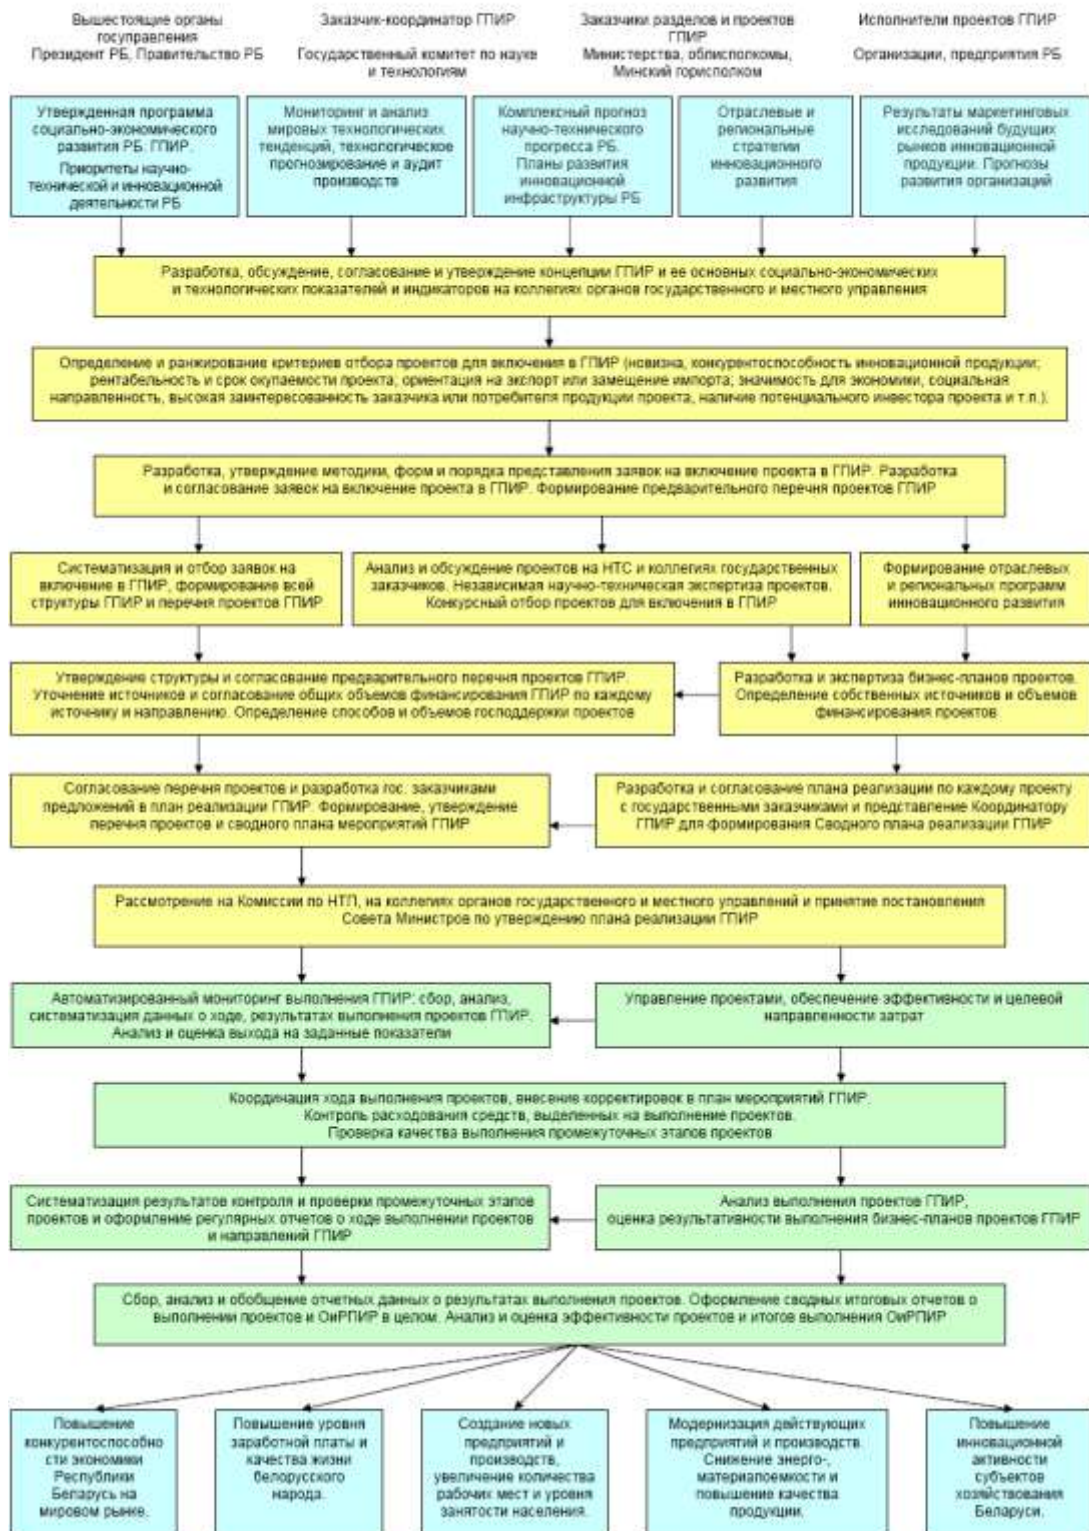 Вышестоящие органы
госуправления
Президент РБ, Правительство РБ
Заказчик-координатор ГПИР
Государственный комитет по науке
и технологиям
Заказчики разделов и проектов
ГПИР
Министерства, облисполкомы,
Минский горисполком
Исполнители проектов ГПИР
Организации, предприятия РБ
Утвержденная программа
социально-экономического
развития РБ. ГПИР.
Приоритеты научно-
технической и инновационной
деятельности РБ
Мониторинг и анализ
мировых технологических
тенденций, технологическое
прогнозирование и аудит
производств
Комплексный прогноз
научно-технического
прогресса РБ.
Планы развития
инновационной
инфраструктуры РБ
Отраслевые и
региональные
стратегии
инновационного
развития
Результаты маркетинговых
исследований будущих
рынков инновационной
продукции. Прогнозы
развития организаций
Разработка, обсуждение, согласование и утверждение концепции ГПИР и ее основных социально-экономических
и технологических показателей и индикаторов на коллегиях органов государственного и местного управления
Определение и ранжирование критериев отбора проектов для включения в ГПИР (новизна, конкурентоспособность инновационной продукции;
рентабельность и срок окупаемости проекта; ориентация на экспорт или замещение импорта; значимость для экономики, социальная
направленность, высокая заинтересованность заказчика или потребителя продукции проекта, наличие потенциального инвестора проекта и т.п.).
Разработка, утверждение методики, форм и порядка представления заявок на включение проекта в ГПИР. Разработка
и согласование заявок на включение проекта в ГПИР. Формирование предварительного перечня проектов ГПИР
Систематизация и отбор заявок на
включение в ГПИР, формирование всей
структуры ГПИР и перечня проектов ГПИР
Анализ и обсуждение проектов на НТС и коллегиях государственных
заказчиков. Независимая научно-техническая экспертиза проектов.
Конкурсный отбор проектов для включения в ГПИР
Формирование отраслевых
и региональных программ
инновационного развития
Утверждение структуры и согласование предварительного перечня проектов ГПИР.
Уточнение источников и согласование общих объемов финансирования ГПИР по каждому
источнику и направлению. Определение способов и объемов господдержки проектов
Разработка и экспертиза бизнес-планов проектов.
Определение собственных источников и объемов
финансирования проектов
Согласование перечня проектов и разработка гос. заказчиками
предложений в план реализации ГПИР. Формирование, утверждение
перечня проектов и сводного плана мероприятий ГПИР
Разработка и согласование плана реализации по каждому проекту
с государственными заказчиками и представление Координатору
ГПИР для формирования Сводного плана реализации ГПИР
Рассмотрение на Комиссии по НТП, на коллегиях органов государственного и местного управлений и принятие постановления
Совета Министров по утверждению плана реализации ГПИР
Автоматизированный мониторинг выполнения ГПИР: сбор, анализ,
систематизация данных о ходе, результатах выполнения проектов ГПИР.
Анализ и оценка выхода на заданные показатели
Управление проектами, обеспечение эффективности и целевой
направленности затрат
Координация хода выполнения проектов, внесение корректировок в план мероприятий ГПИР.
Контроль расходования средств, выделенных на выполнение проектов.
Проверка качества выполнения промежуточных этапов проектов
Систематизация результатов контроля и проверки промежуточных этапов
проектов и оформление регулярных отчетов о ходе выполнении проектов
и направлений ГПИР
Анализ выполнения проектов ГПИР,
оценка результативности выполнения бизнес-планов проектов ГПИР
Сбор, анализ и обобщение отчетных данных о результатах выполнения проектов. Оформление сводных итоговых отчетов о
выполнении проектов и ОиРПИР в целом. Анализ и оценка эффективности проектов и итогов выполнения ОиРПИР
Повышение
конкурентоспособно
сти экономики
Республики
Беларусь на
мировом рынке.
Повышение уровня
заработной платы и
качества жизни
белорусского
народа.
Создание новых
предприятий и
производств,
увеличение количества
рабочих мест и уровня
занятости населения.
Модернизация действующих
предприятий и производств.
Снижение энерго-,
материалоемкости и
повышение качества
продукции.
Повышение
инновационной
активности
субъектов
хозяйствования
Беларуси.